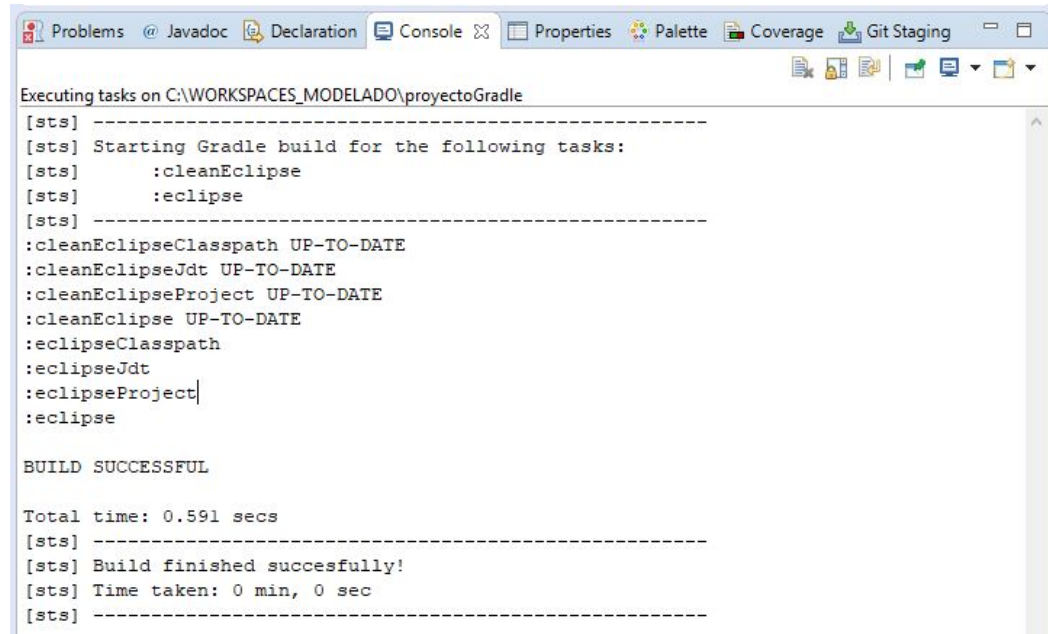 Problems @ Javadoc Declaration Console Properties Palette Coverage Git Staging
Executing tasks on C:\WORKSPACES_MODELADO\proyectoGradle
[sts] -----------------------------------------------------
[sts] Starting Gradle build for the following tasks:
[sts]      :cleanEclipse
[sts]      :eclipse
[sts] -----------------------------------------------------
:cleanEclipseClasspath UP-TO-DATE
:cleanEclipseJdt UP-TO-DATE
:cleanEclipseProject UP-TO-DATE
:cleanEclipse UP-TO-DATE
:eclipseClasspath
:eclipseJdt
:eclipseProject
:eclipse
BUILD SUCCESSFUL
Total time: 0.591 secs
[sts] -----------------------------------------------------
[sts] Build finished succesfully!
[sts] Time taken: 0 min, 0 sec
[sts] -----------------------------------------------------